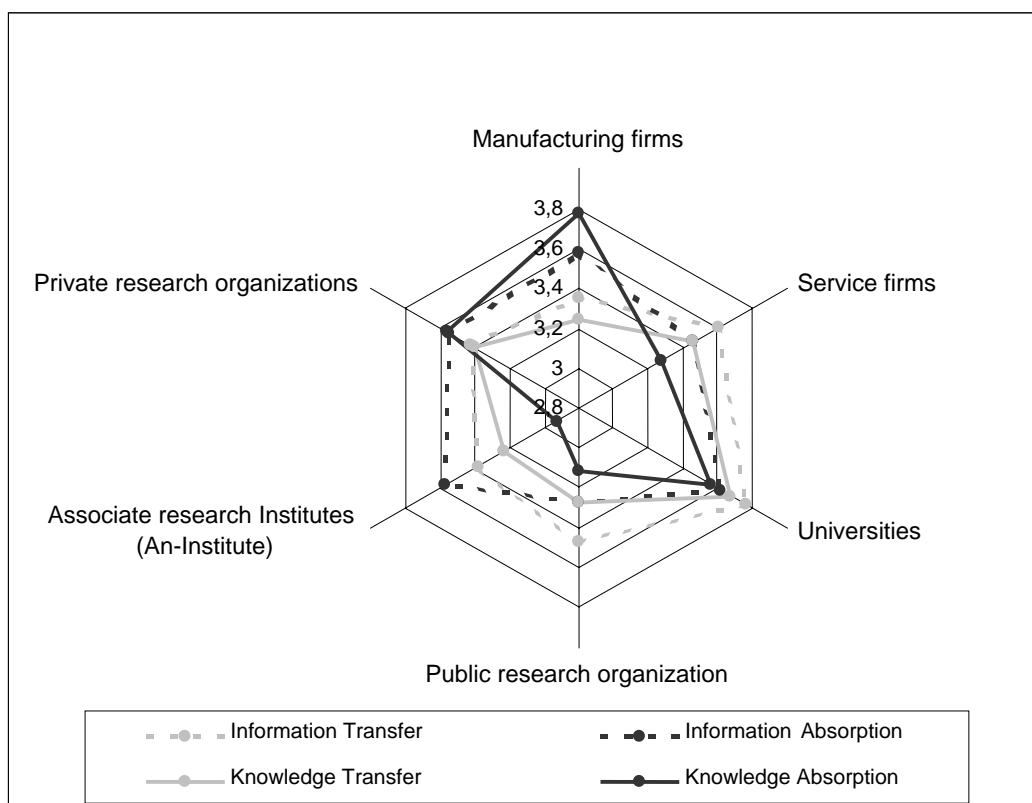 Manufacturing firms
3,8
3,6
3,4
3,2
3
2,8
Private research organizations
Service firms
Associate research Institutes
(An-Institute)
Universities
Public research organization
Information Transfer
Information Absorption
Knowledge Transfer
Knowledge Absorption